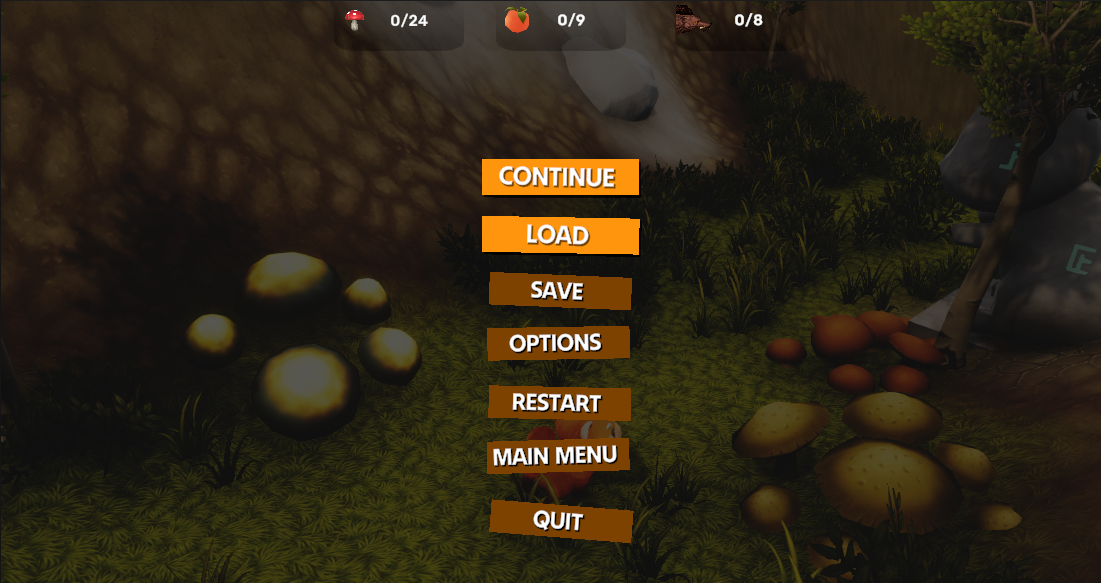 0/24 0/9 0/8
CONTINUE
LOAD
SAVE
OPTIONS
RESTART
MAIN MENU
QUIT